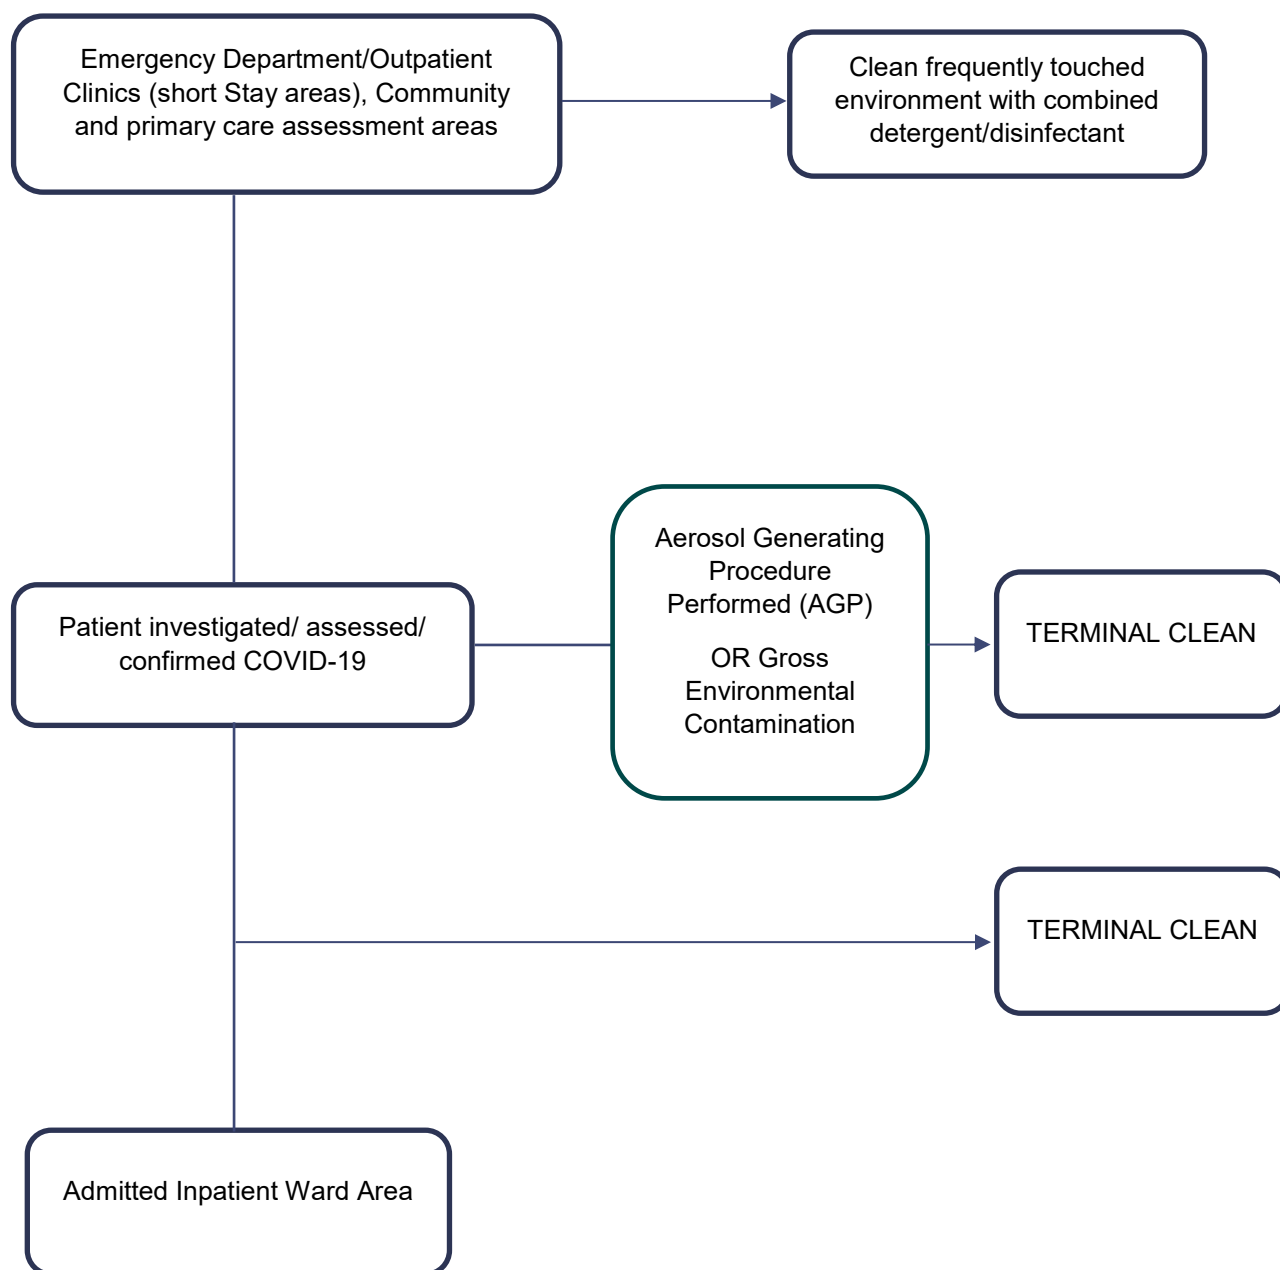 Emergency Department/Outpatient
Clinics (short Stay areas), Community
and primary care assessment areas
Clean frequently touched
environment with combined
detergent/disinfectant
Aerosol Generating
Procedure
Performed (AGP)
OR Gross
Environmental
Contamination
Patient investigated/ assessed/
confirmed COVID-19
TERMINAL CLEAN
TERMINAL CLEAN
Admitted Inpatient Ward Area